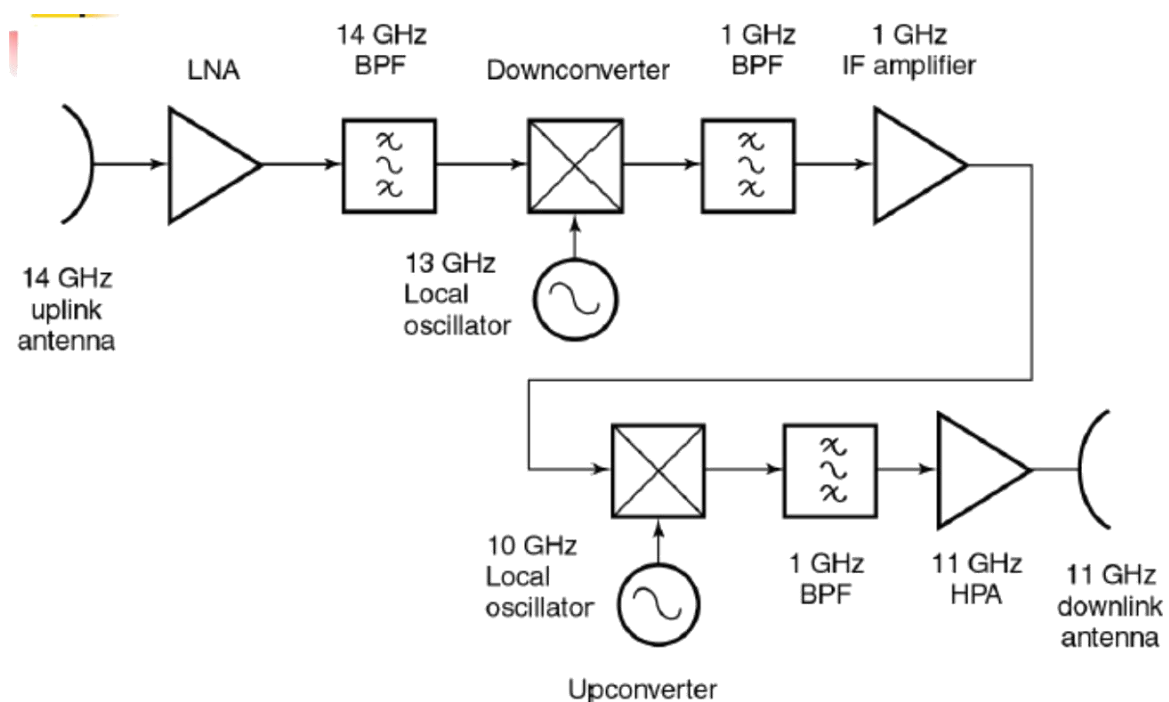 14 GHz
BPF
1 GHz
BPF
1 GHz
IF amplifier
LNA
Downconverter
14 GHz
uplink
antenna
13 GHz
Local
oscillator
10 GHz
Local
oscillator
1 GHz
BPF
11 GHz
HPA
11 GHz
downlink
antenna
Upconverter